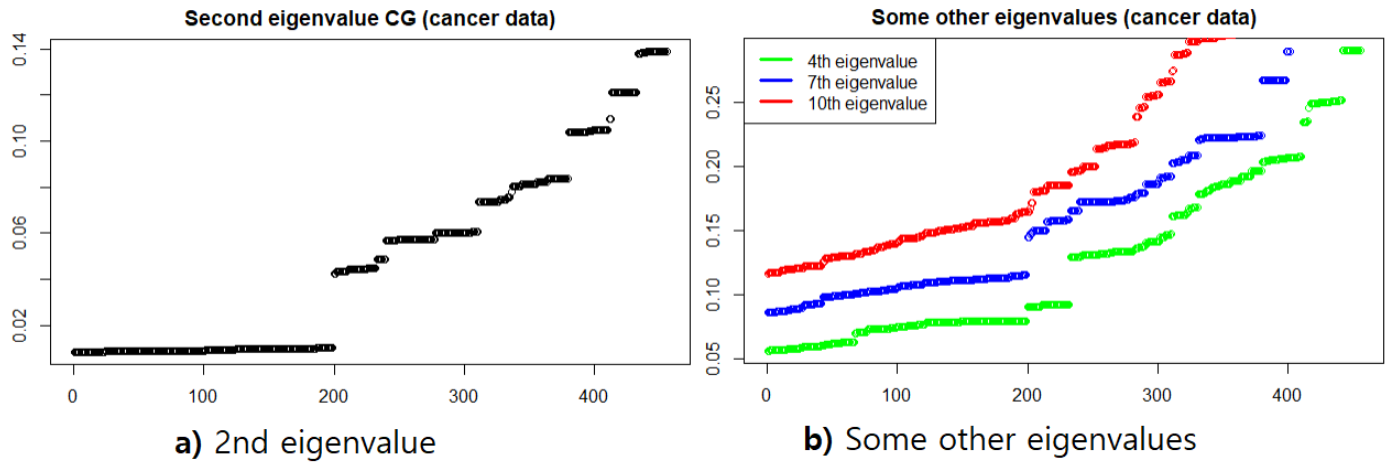 Second eigenvalue CG (cancer data)
0.14
0.10
0.06
0.02
0 100 200 300 400
a) 2nd eigenvalue
Some other eigenvalues (cancer data)
4th eigenvalue
7th eigenvalue
10th eigenvalue
0.25
0.20
0.15
0.10
0.05
0 100 200 300 400
b) Some other eigenvalues